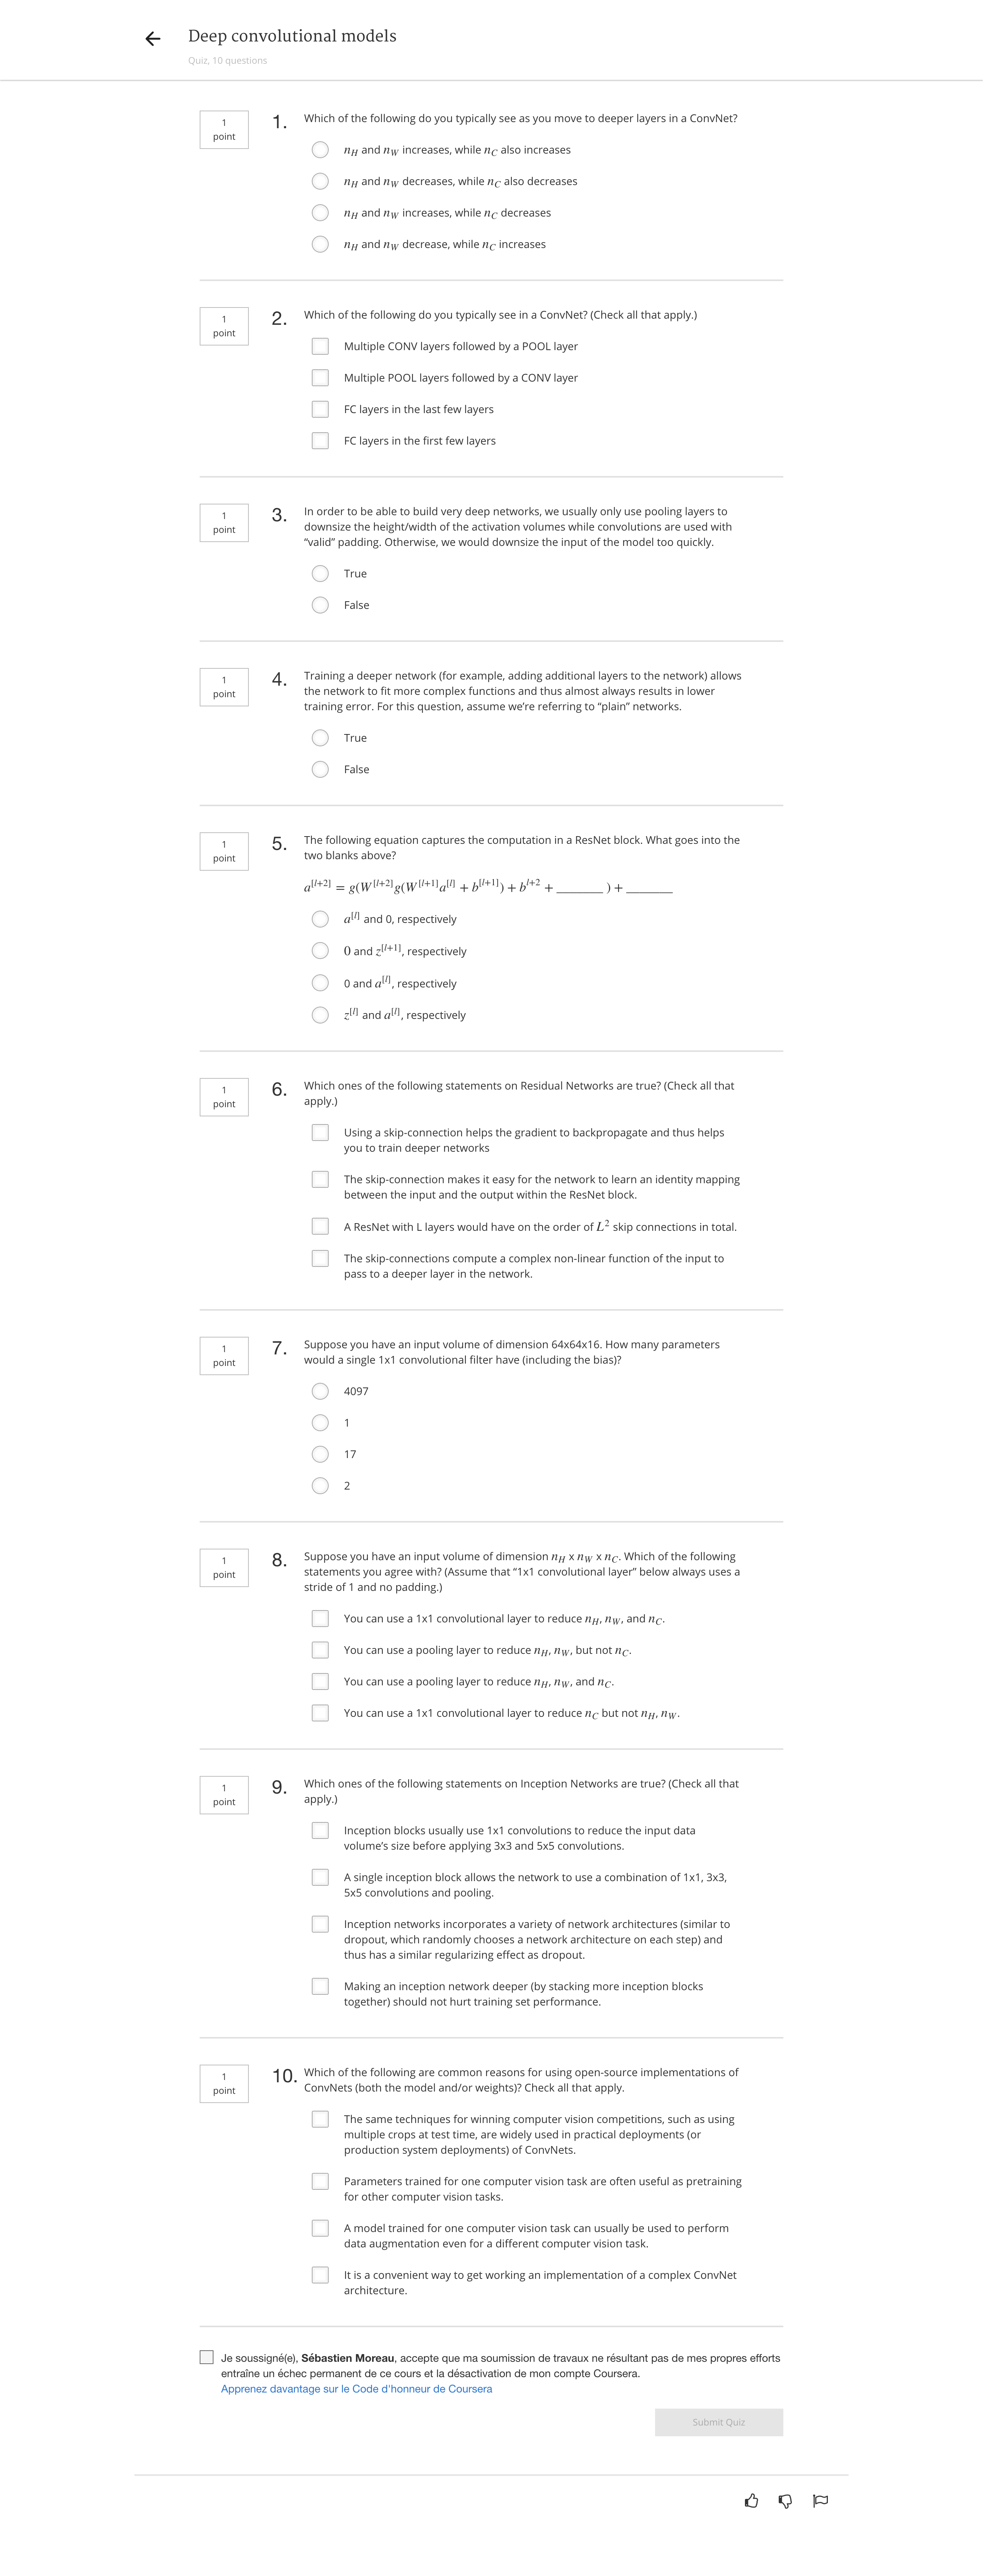 Deep convolutional models
Quiz, 10 questions
1
point
1.
Which of the following do you typically see as you move to deeper layers in a ConvNet?
n_H and n_W increases, while n_C also increases
n_H and n_W decreases, while n_C also decreases
n_H and n_W increases, while n_C decreases
n_H and n_W decrease, while n_C increases
1
point
2.
Which of the following do you typically see in a ConvNet? (Check all that apply.)
Multiple CONV layers followed by a POOL layer
Multiple POOL layers followed by a CONV layer
FC layers in the last few layers
FC layers in the first few layers
1
point
3.
In order to be able to build very deep networks, we usually only use pooling layers to
downsize the height/width of the activation volumes while convolutions are used with
“valid” padding. Otherwise, we would downsize the input of the model too quickly.
True
False
1
point
4.
Training a deeper network (for example, adding additional layers to the network) allows
the network to fit more complex functions and thus almost always results in lower
training error. For this question, assume we’re referring to “plain” networks.
True
False
1
point
5.
The following equation captures the computation in a ResNet block. What goes into the
two blanks above?
a^[l+2] = g(W^[l+2]g(W^[l+1]a^[l] + b^[l+1]) + b^l+2 + _______ ) + _______
a^[l] and 0, respectively
0 and z^[l+1], respectively
0 and a^[l], respectively
z^[l] and a^[l], respectively
1
point
6.
Which ones of the following statements on Residual Networks are true? (Check all that
apply.)
Using a skip-connection helps the gradient to backpropagate and thus helps
you to train deeper networks
The skip-connection makes it easy for the network to learn an identity mapping
between the input and the output within the ResNet block.
A ResNet with L layers would have on the order of L² skip connections in total.
The skip-connections compute a complex non-linear function of the input to
pass to a deeper layer in the network.
1
point
7.
Suppose you have an input volume of dimension 64x64x16. How many parameters
would a single 1x1 convolutional filter have (including the bias)?
4097
1
17
2
1
point
8.
Suppose you have an input volume of dimension n_H x n_W x n_C. Which of the following
statements you agree with? (Assume that “1x1 convolutional layer” below always uses a
stride of 1 and no padding.)
You can use a 1x1 convolutional layer to reduce n_H, n_W, and n_C.
You can use a pooling layer to reduce n_H, n_W, but not n_C.
You can use a pooling layer to reduce n_H, n_W, and n_C.
You can use a 1x1 convolutional layer to reduce n_C but not n_H, n_W.
1
point
9.
Which ones of the following statements on Inception Networks are true? (Check all that
apply.)
Inception blocks usually use 1x1 convolutions to reduce the input data
volume’s size before applying 3x3 and 5x5 convolutions.
A single inception block allows the network to use a combination of 1x1, 3x3,
5x5 convolutions and pooling.
Inception networks incorporates a variety of network architectures (similar to
dropout, which randomly chooses a network architecture on each step) and
thus has a similar regularizing effect as dropout.
Making an inception network deeper (by stacking more inception blocks
together) should not hurt training set performance.
1
point
10.
Which of the following are common reasons for using open-source implementations of
ConvNets (both the model and/or weights)? Check all that apply.
The same techniques for winning computer vision competitions, such as using
multiple crops at test time, are widely used in practical deployments (or
production system deployments) of ConvNets.
Parameters trained for one computer vision task are often useful as pretraining
for other computer vision tasks.
A model trained for one computer vision task can usually be used to perform
data augmentation even for a different computer vision task.
It is a convenient way to get working an implementation of a complex ConvNet
architecture.
Je soussigné(e), Sébastien Moreau, accepte que ma soumission de travaux ne résultant pas de mes propres efforts
entraîne un échec permanent de ce cours et la désactivation de mon compte Coursera.
Apprenez davantage sur le Code d'honneur de Coursera
Submit Quiz